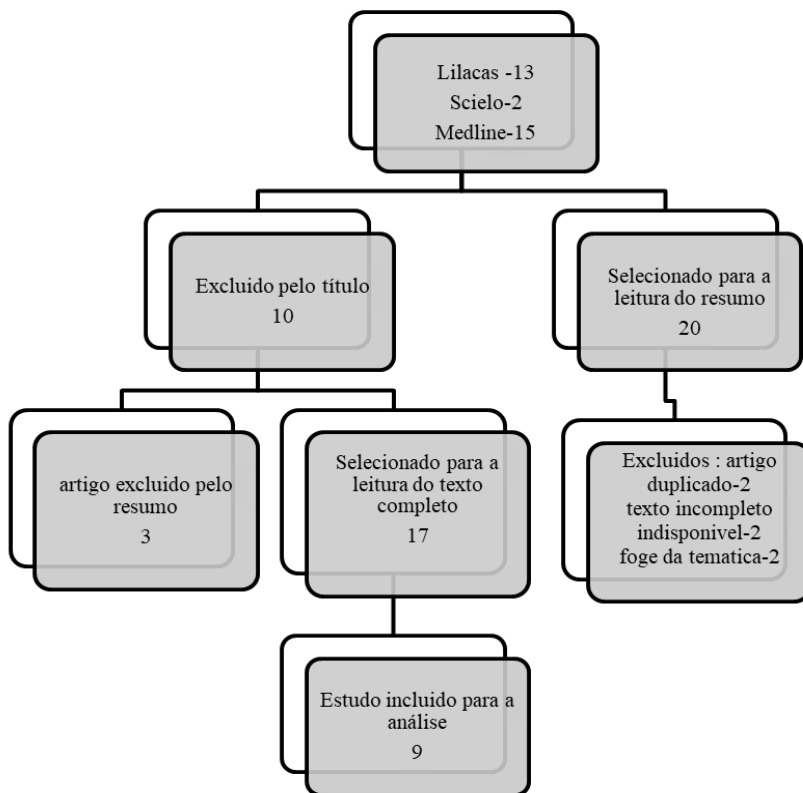 Lilacas -13
Scielo-2
Medline-15
Excluido pelo título
10
Selecionado para a
leitura do resumo
20
artigo excluido pelo
resumo
3
Selecionado para a
leitura do texto
completo
17
Excluidos : artigo
duplicado-2
texto incompleto
indisponivel-2
foge da tematica-2
Estudo incluido para a
análise
9